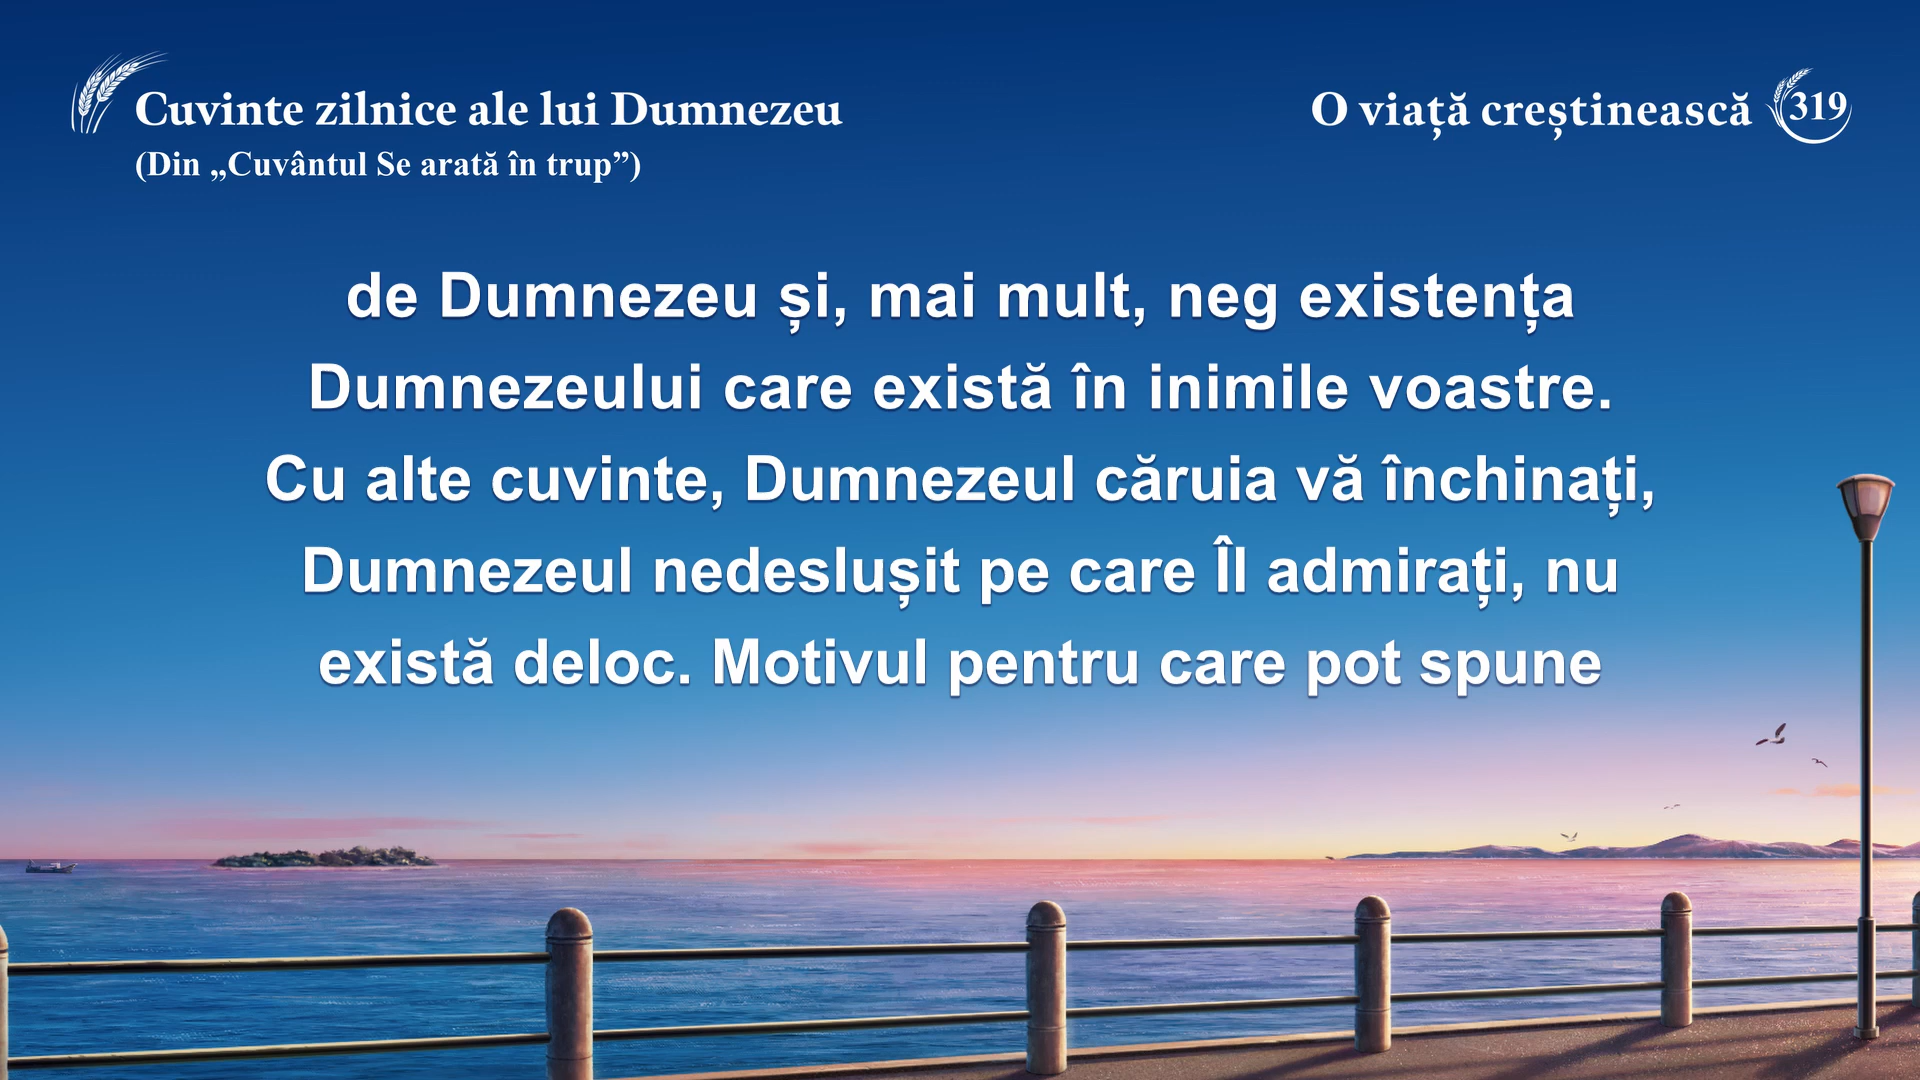 Cuvinte zilnice ale lui Dumnezeu
(Din „Cuvântul Se arată în trup”)
O viață creștinească 319
de Dumnezeu și, mai mult, neg existența
Dumnezeului care există în inimile voastre.
Cu alte cuvinte, Dumnezeul căruia vă închinați,
Dumnezeul nedeslușit pe care Îl admirați, nu
există deloc. Motivul pentru care pot spune